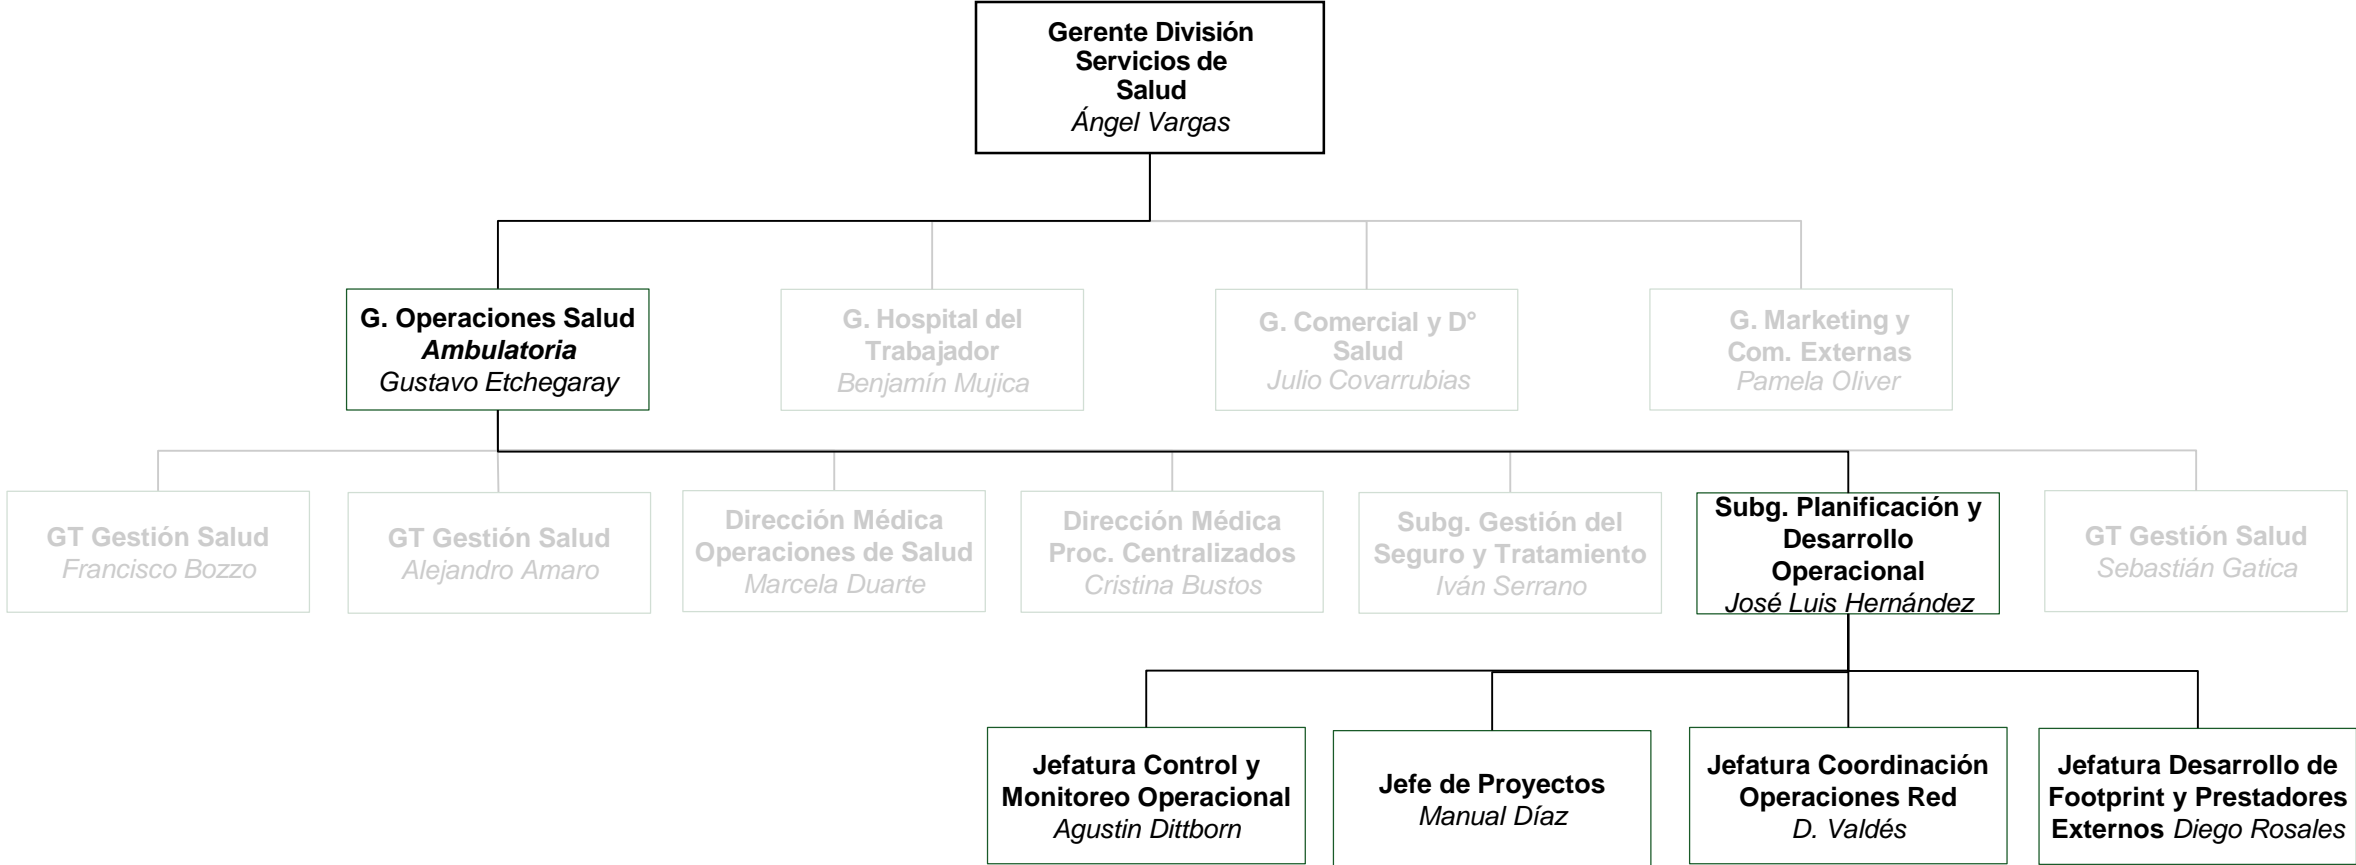 Gerente División
Servicios de
Salud
Ángel Vargas
G. Operaciones Salud
Ambulatoria
Gustavo Etchegaray
G. Hospital del
Trabajador
Benjamín Mujica
G. Comercial y D°
Salud
Julio Covarrubias
G. Marketing y
Com. Externas
Pamela Oliver
GT Gestión Salud
Francisco Bozzo
GT Gestión Salud
Alejandro Amaro
Dirección Médica
Operaciones de Salud
Marcela Duarte
Dirección Médica
Proc. Centralizados
Cristina Bustos
Subg. Gestión del
Seguro y Tratamiento
Iván Serrano
Subg. Planificación y
Desarrollo
Operacional
José Luis Hernández
GT Gestión Salud
Sebastián Gatica
Jefatura Control y
Monitoreo Operacional
Agustin Dittborn
Jefe de Proyectos
Manual Díaz
Jefatura Coordinación
Operaciones Red
D. Valdés
Jefatura Desarrollo de
Footprint y Prestadores
Externos Diego Rosales